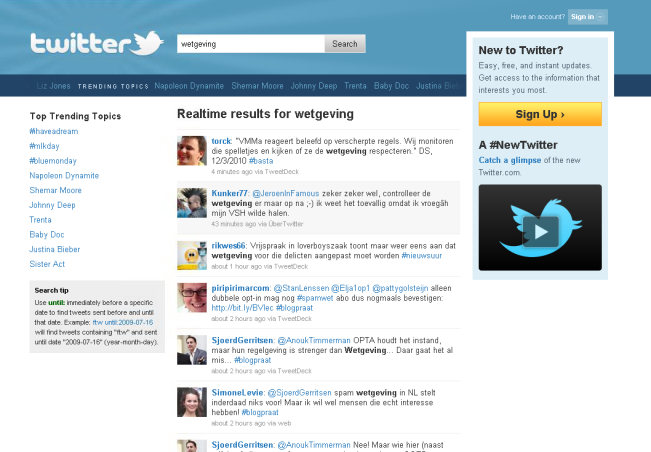 Have an account? Sign in
twitter
wetgeving
Search
Liz Jones TRENDING TOPICS Napoleon Dynamite Shemar Moore Johnny Deep Trenta Baby Doc Justina Bieb
Top Trending Topics
#ihaveadream
#mlkday
#bluemonday
Napoleon Dynamite
Shemar Moore
Johnny Deep
Trenta
Baby Doc
Justina Bieber
Sister Act
Search tip
Use until: immediately before a specific
date to find tweets sent before and until
that date. Example: ftw until:2009-07-16
will find tweets containing "ftw" and sent
until date "2009-07-16" (year-month-day).
Realtime results for wetgeving
torck: "VMMa reageert beleefd op verscherpte regels. Wij monitoren
die spelletjes en kijken of ze de wetgeving respecteren." DS,
12/3/2010 #basta
4 minutes ago via TweetDeck
Kunker77: @JeroenInFamous zeker zeker wel, controlleer de
wetgeving er maar op na ;-) ik weet het toevallig omdat ik vroegâh
mijn VSH wilde halen.
43 minutes ago via ÜberTwitter
rikwes66: Vrijspraak in loverboyszaak toont maar weer eens aan dat
wetgeving voor die delicten aangepast moet worden #nieuwsuur
about 1 hour ago via TweetDeck
piripirimarcom: @StanLenssen @Elja1op1 @pattygolsteijn alleen
dubbele opt-in mag nog #spamwet abo dus nogmaals bevestigen:
http://bit.ly/BVlec #blogpraat
about 2 hours ago via TweetDeck
SjoerdGerritsen: @AnoukTimmerman OPTA houdt het instand,
maar hun regelgeving is strenger dan Wetgeving... Daar gaat het al
mis... #blogpraat
about 2 hours ago via TweetDeck
SimoneLevie: @SjoerdGerritsen spam wetgeving in NL stelt
inderdaad niks voor! Maar ik wil wel mensen die echt interesse
hebben! #blogpraat
about 2 hours ago via web
SjoerdGerritsen: @AnoukTimmerman Nee! Maar wie hier (naast
New to Twitter?
Easy, free, and instant updates.
Get access to the information that
interests you most.
Sign Up ›
A #NewTwitter
Catch a glimpse of the new
Twitter.com.